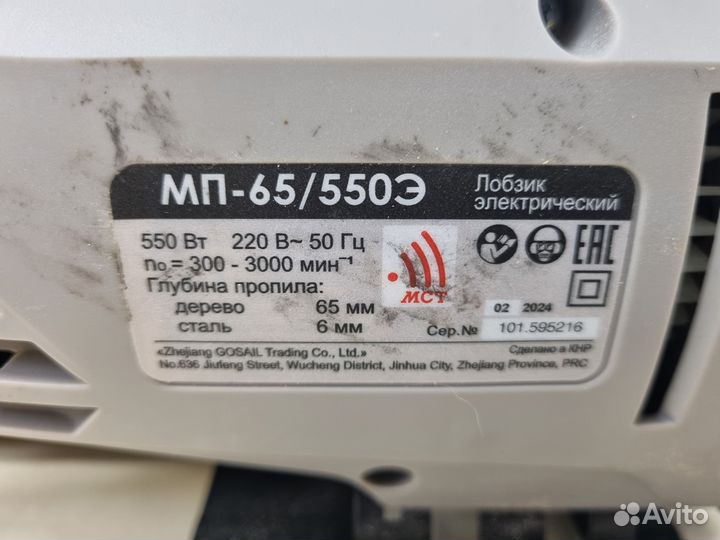 МП-65/550Э
Лобзик
электрический
550 Вт 220 В~ 50 Гц
no = 300 - 3000 мин⁻¹
Глубина пропила:
дерево 65 мм
сталь 6 мм
МСТ
EAC
02 2024
Сер.№ 101.595216
«Zhejiang GOSAIL Trading Co., Ltd.» Сделано в КНР
No.636 Jiufeng Street, Wucheng District, Jinhua City, Zhejiang Province, PRC
Avito